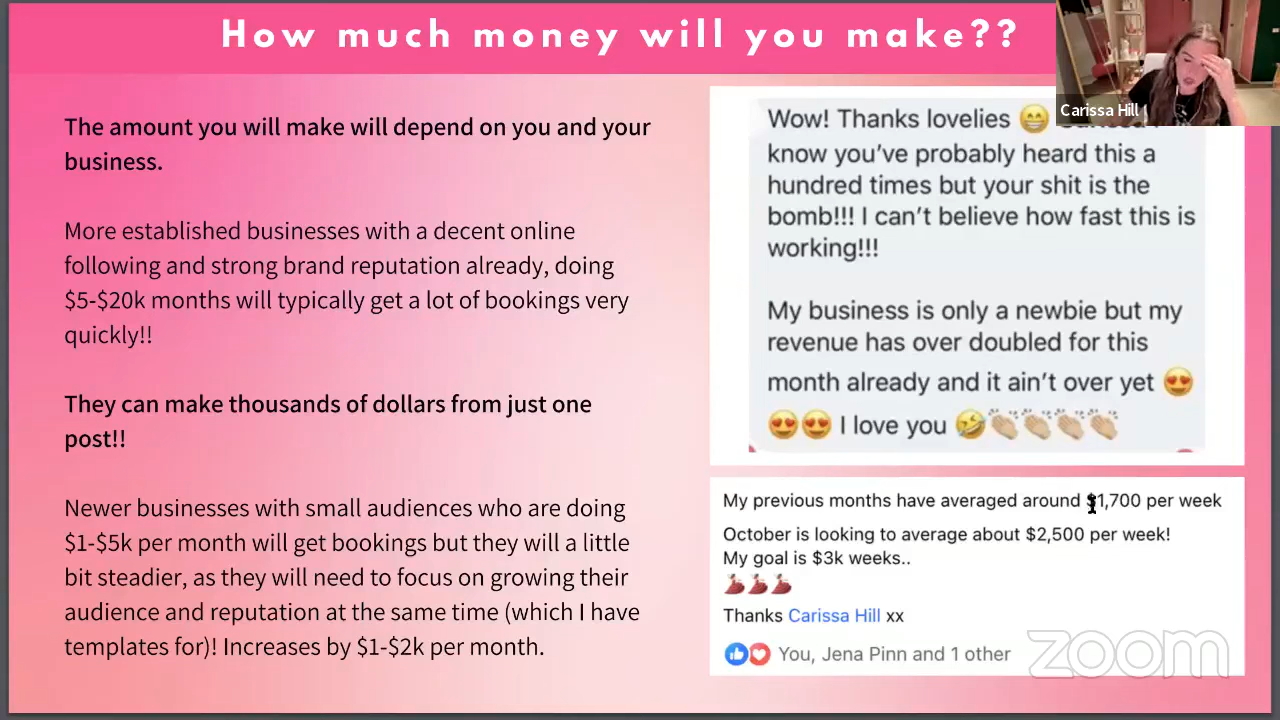 How much money will you make??
Carissa Hill
The amount you will make will depend on you and your
business.
More established businesses with a decent online
following and strong brand reputation already, doing
$5-$20k months will typically get a lot of bookings very
quickly!!
They can make thousands of dollars from just one
post!!
Newer businesses with small audiences who are doing
$1-$5k per month will get bookings but they will a little
bit steadier, as they will need to focus on growing their
audience and reputation at the same time (which I have
templates for)! Increases by $1-$2k per month.
Wow! Thanks lovelies 😁
know you've probably heard this a
hundred times but your shit is the
bomb!!! I can't believe how fast this is
working!!!
My business is only a newbie but my
revenue has over doubled for this
month already and it ain't over yet 😍
😍😍 I love you 🤣👏🏼👏🏼👏🏼👏🏼
My previous months have averaged around $1,700 per week
October is looking to average about $2,500 per week!
My goal is $3k weeks..
💃💃💃
Thanks Carissa Hill xx
You, Jena Pinn and 1 other
zoom